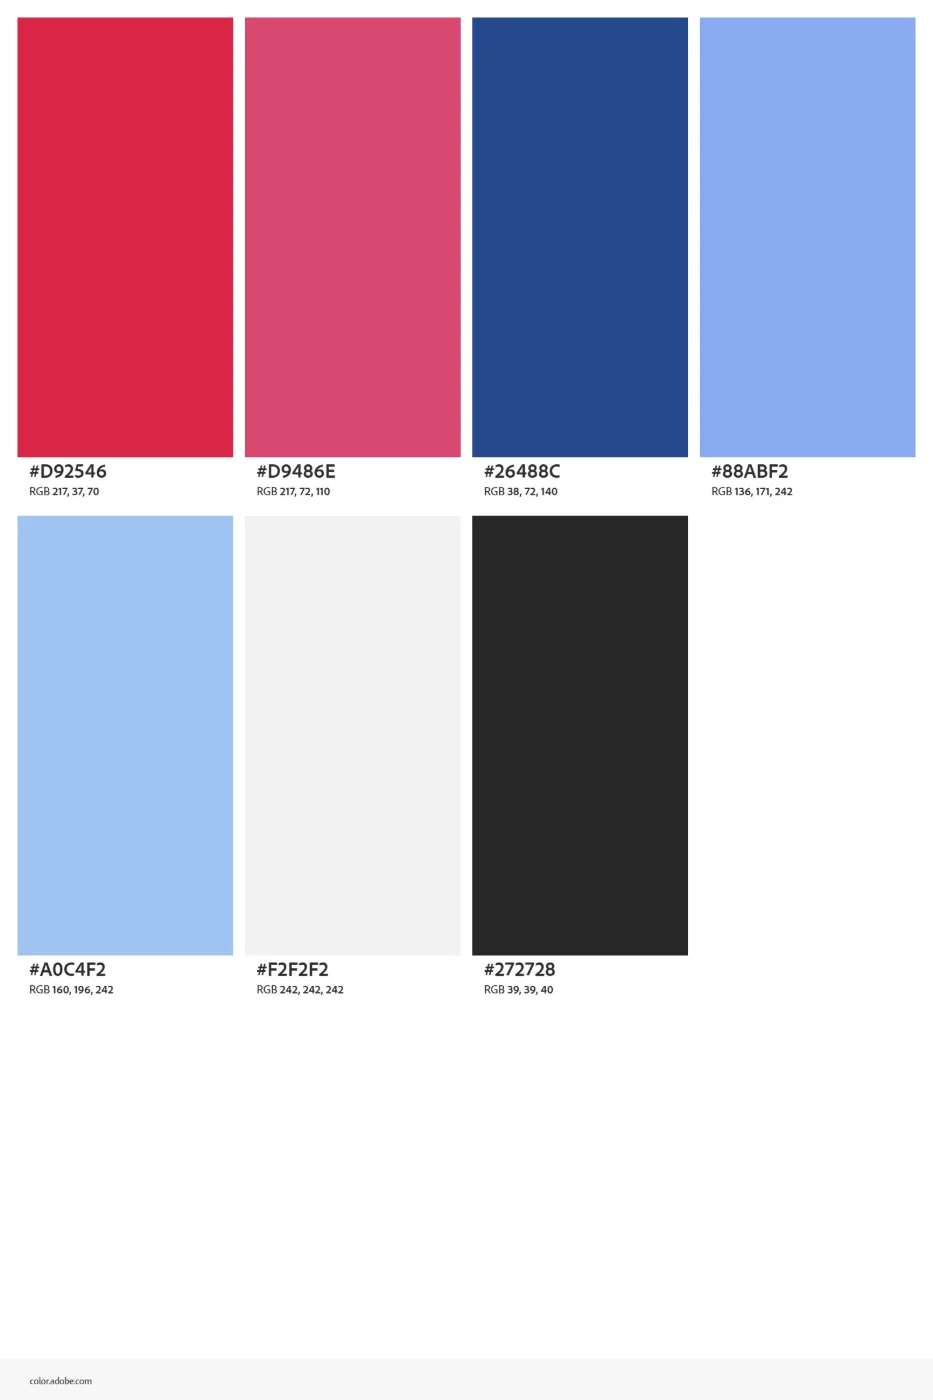 #D92546
RGB 217, 37, 70
#D9486E
RGB 217, 72, 110
#26488C
RGB 38, 72, 140
#88ABF2
RGB 136, 171, 242
#A0C4F2
RGB 160, 196, 242
#F2F2F2
RGB 242, 242, 242
#272728
RGB 39, 39, 40
color.adobe.com